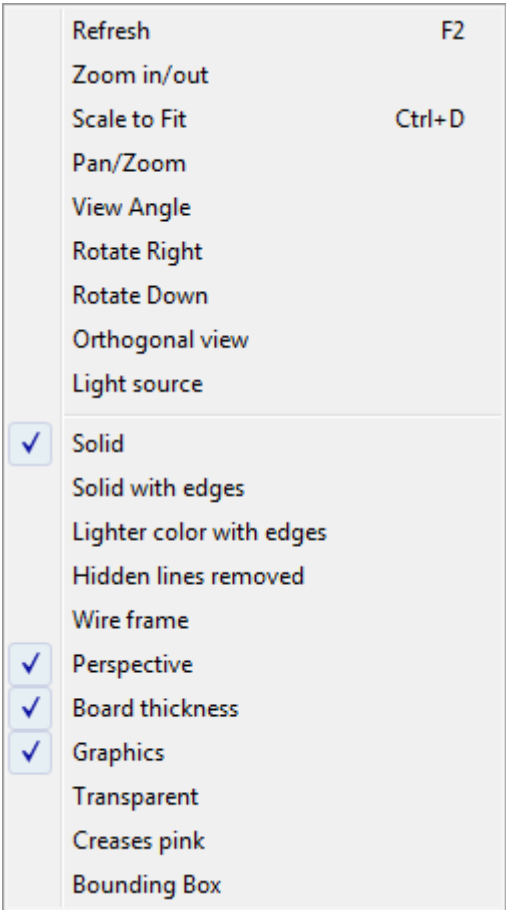 Refresh F2
Zoom in/out
Scale to Fit Ctrl+D
Pan/Zoom
View Angle
Rotate Right
Rotate Down
Orthogonal view
Light source
Solid
Solid with edges
Lighter color with edges
Hidden lines removed
Wire frame
Perspective
Board thickness
Graphics
Transparent
Creases pink
Bounding Box